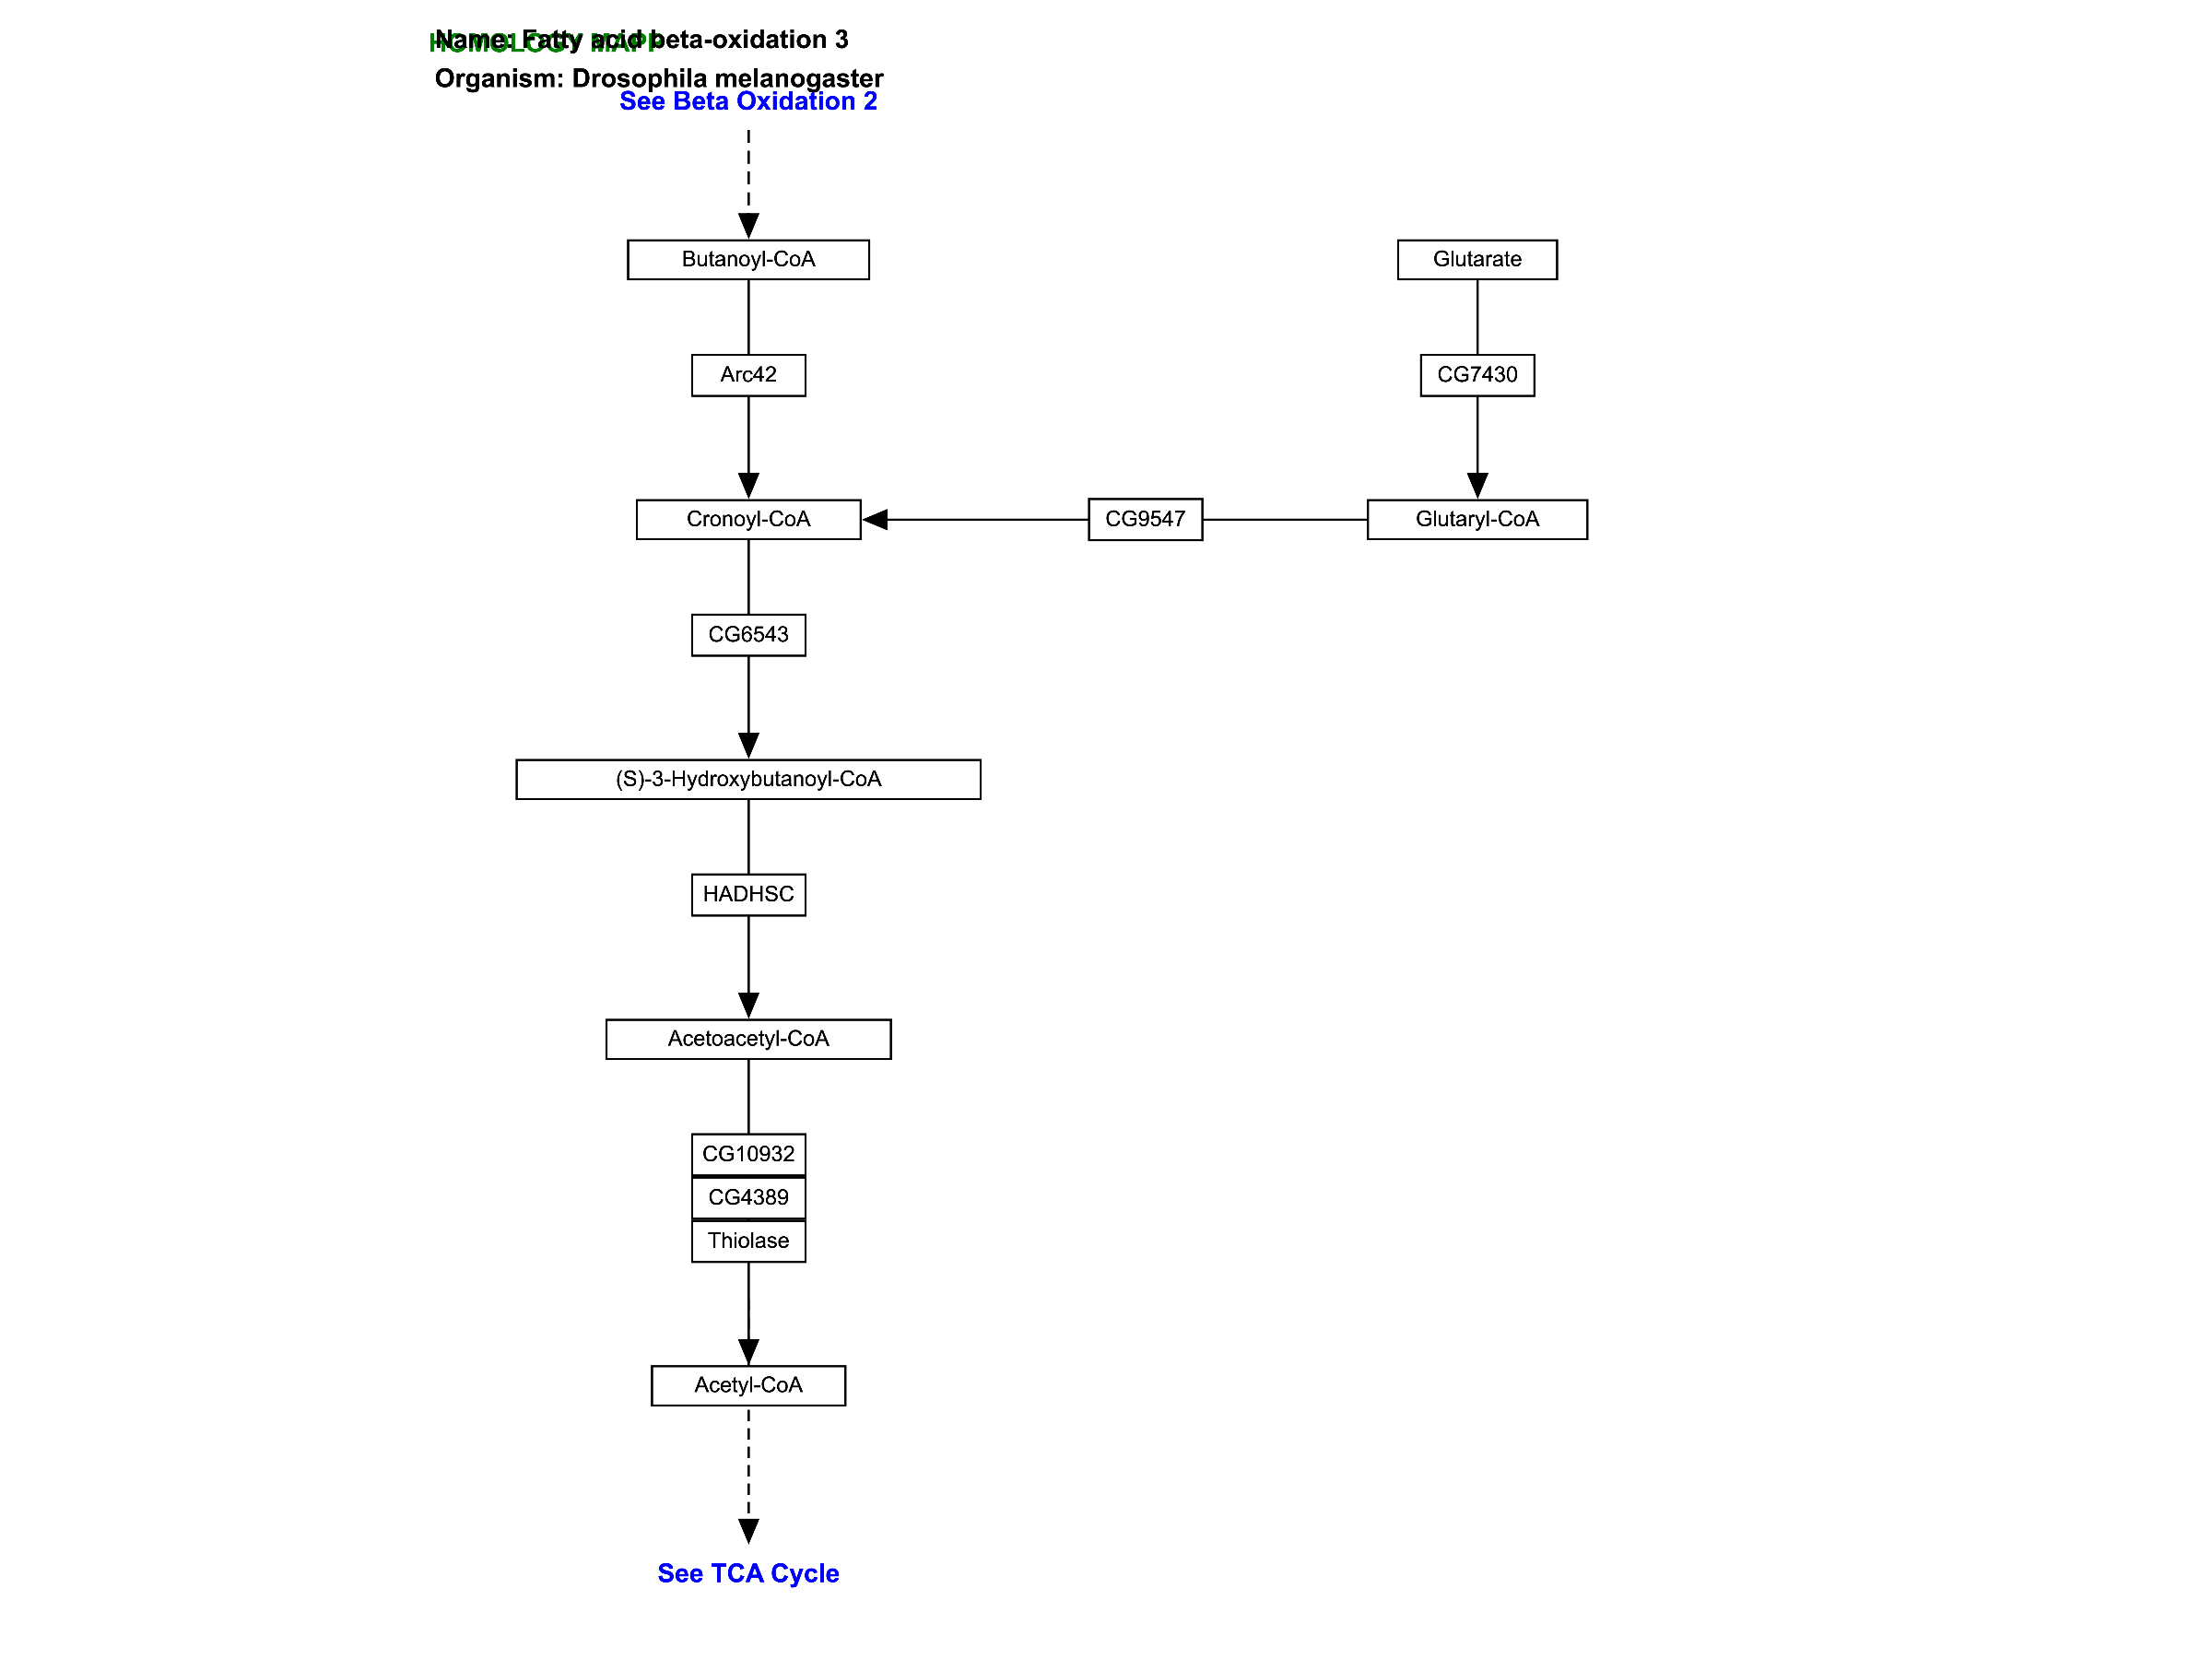 Name: Fatty acid beta-oxidation 3
HOMOLOGY MAPP
Organism: Drosophila melanogaster
See Beta Oxidation 2
Butanoyl-CoA
Glutarate
Arc42
CG7430
Cronoyl-CoA
CG9547
Glutaryl-CoA
CG6543
(S)-3-Hydroxybutanoyl-CoA
HADHSC
Acetoacetyl-CoA
CG10932
CG4389
Thiolase
Acetyl-CoA
See TCA Cycle